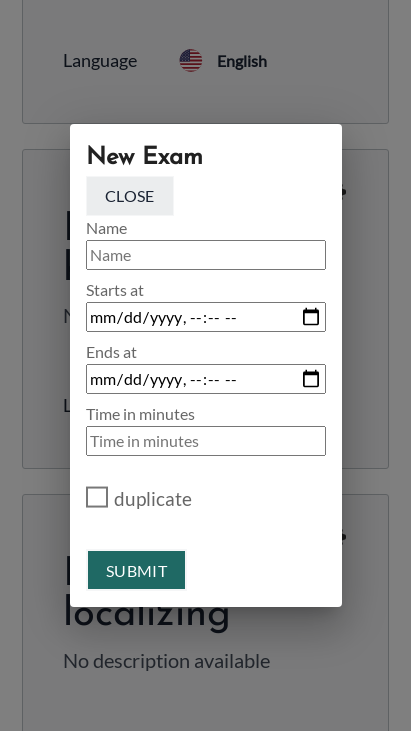 Language English
New Exam
CLOSE
Name
Name
Starts at
mm/dd/yyyy, --:-- --
Ends at
mm/dd/yyyy, --:-- --
Time in minutes
Time in minutes
duplicate
SUBMIT
localizing
No description available